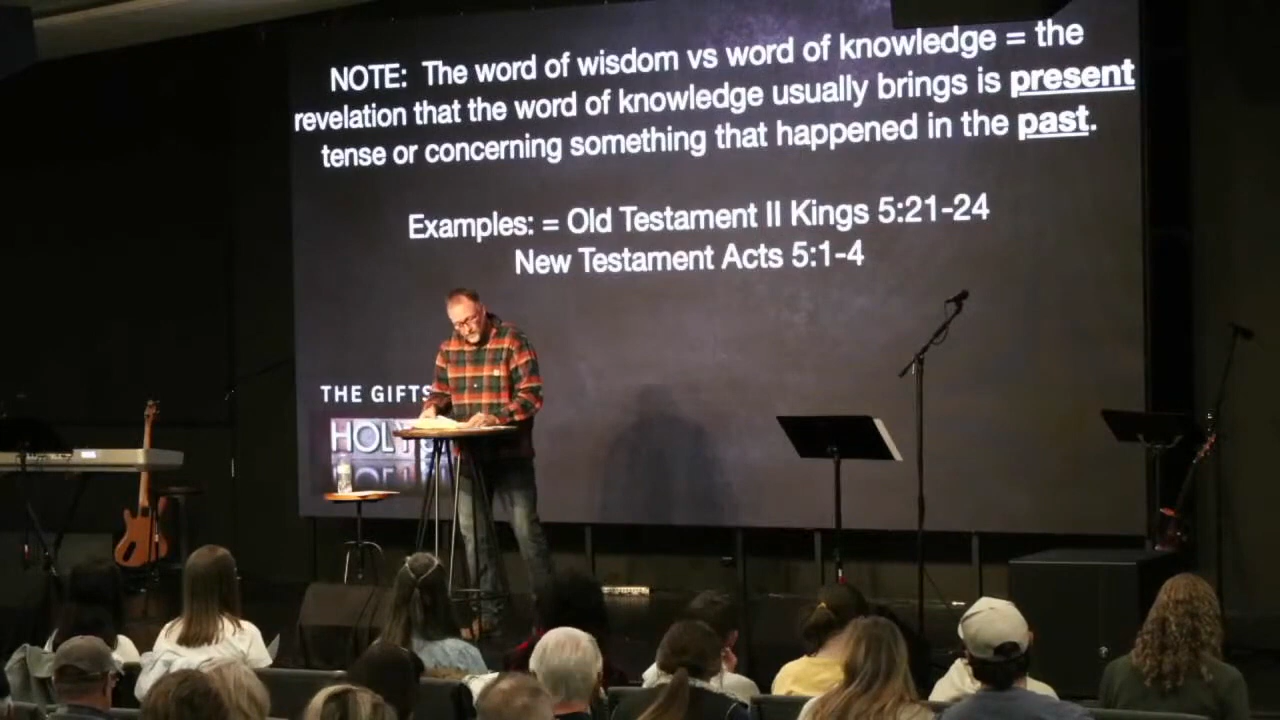 NOTE: The word of wisdom vs word of knowledge = the
revelation that the word of knowledge usually brings is present
tense or concerning something that happened in the past.
Examples: = Old Testament II Kings 5:21-24
New Testament Acts 5:1-4
THE GIFTS
HOLY